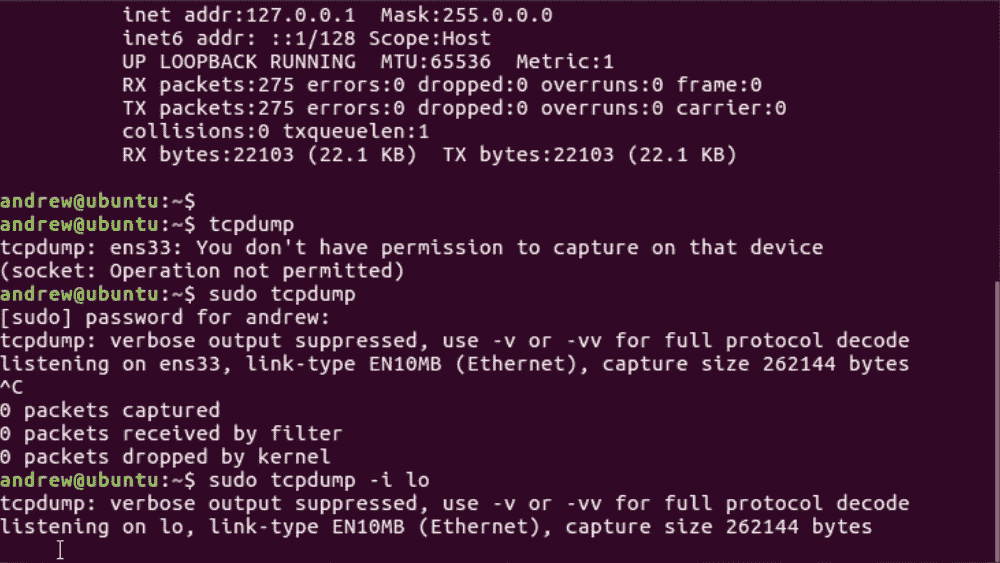 inet addr:127.0.0.1  Mask:255.0.0.0
inet6 addr: ::1/128 Scope:Host
UP LOOPBACK RUNNING  MTU:65536  Metric:1
RX packets:275 errors:0 dropped:0 overruns:0 frame:0
TX packets:275 errors:0 dropped:0 overruns:0 carrier:0
collisions:0 txqueuelen:1
RX bytes:22103 (22.1 KB)  TX bytes:22103 (22.1 KB)
andrew@ubuntu:~$
andrew@ubuntu:~$ tcpdump
tcpdump: ens33: You don't have permission to capture on that device
(socket: Operation not permitted)
andrew@ubuntu:~$ sudo tcpdump
[sudo] password for andrew:
tcpdump: verbose output suppressed, use -v or -vv for full protocol decode
listening on ens33, link-type EN10MB (Ethernet), capture size 262144 bytes
^C
0 packets captured
0 packets received by filter
0 packets dropped by kernel
andrew@ubuntu:~$ sudo tcpdump -i lo
tcpdump: verbose output suppressed, use -v or -vv for full protocol decode
listening on lo, link-type EN10MB (Ethernet), capture size 262144 bytes